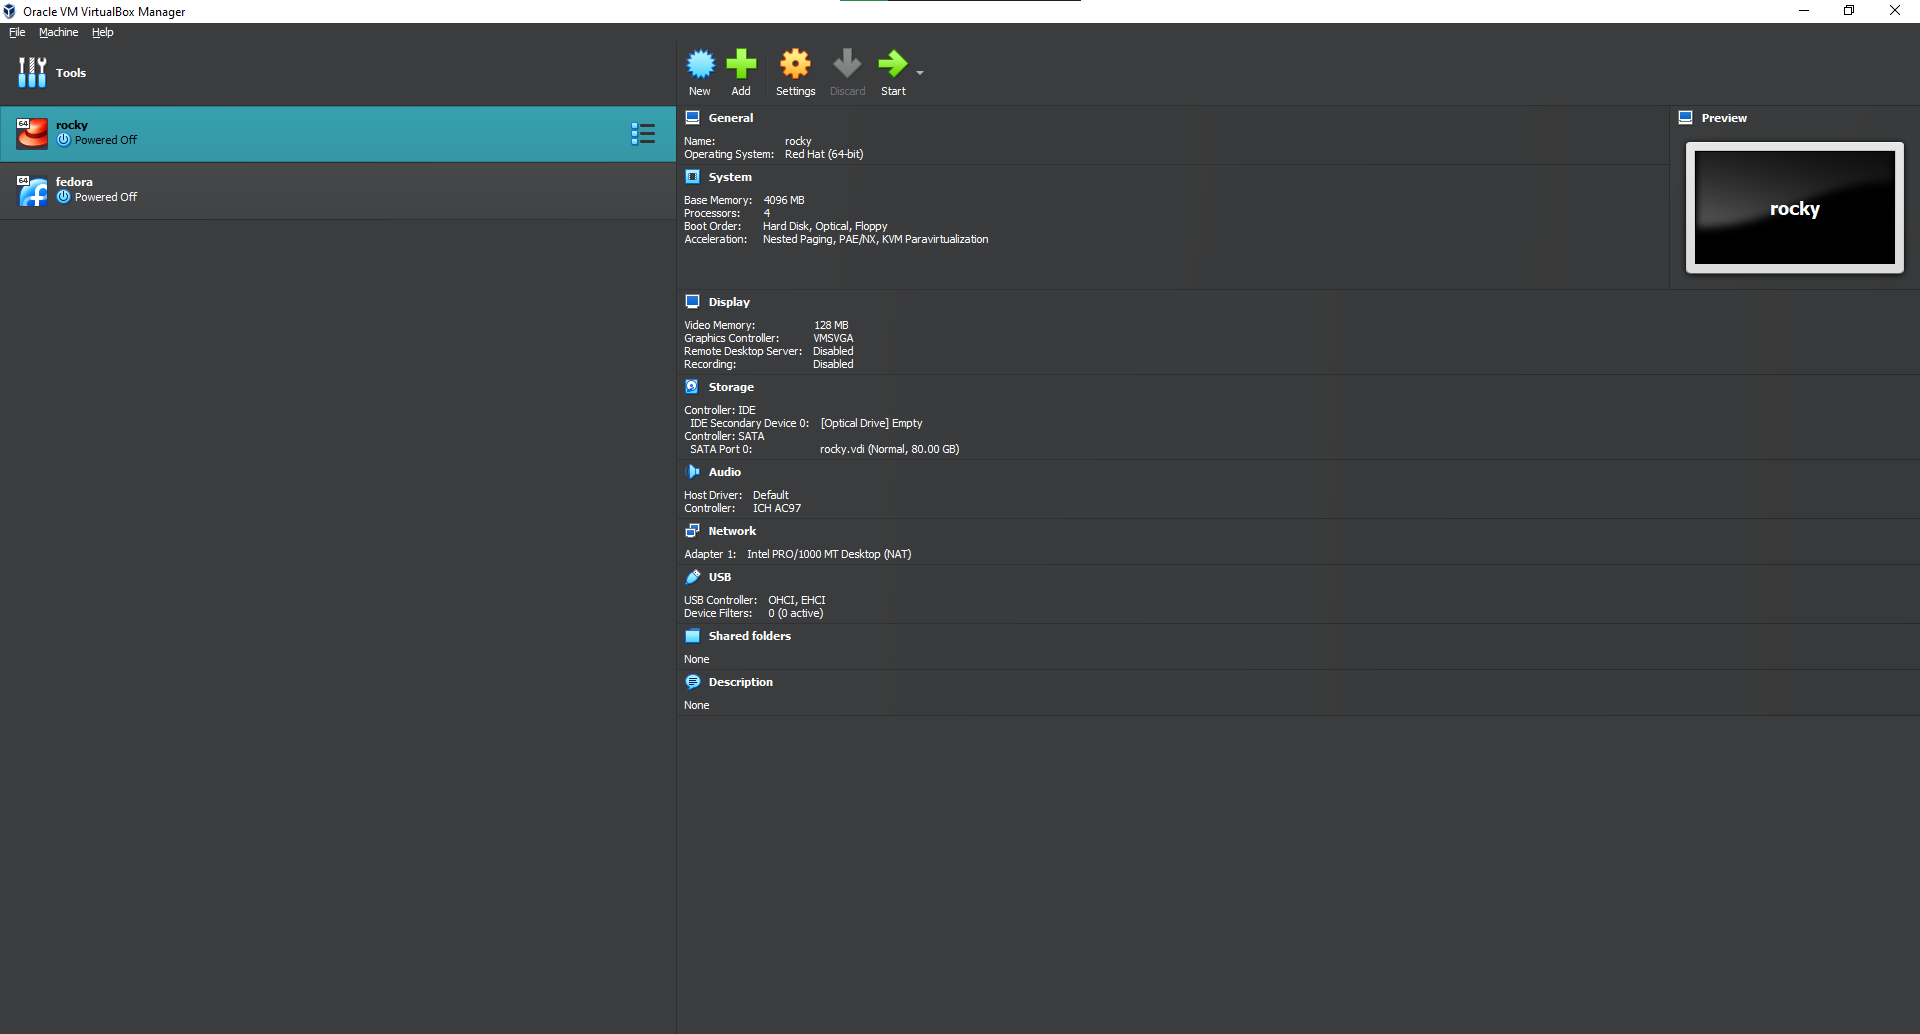 Oracle VM VirtualBox Manager
File Machine Help
Tools
New Add Settings Discard Start
64 rocky
Powered Off
64 fedora
Powered Off
General
Name: rocky
Operating System: Red Hat (64-bit)
System
Base Memory: 4096 MB
Processors: 4
Boot Order: Hard Disk, Optical, Floppy
Acceleration: Nested Paging, PAE/NX, KVM Paravirtualization
Preview
rocky
Display
Video Memory: 128 MB
Graphics Controller: VMSVGA
Remote Desktop Server: Disabled
Recording: Disabled
Storage
Controller: IDE
IDE Secondary Device 0: [Optical Drive] Empty
Controller: SATA
SATA Port 0: rocky.vdi (Normal, 80.00 GB)
Audio
Host Driver: Default
Controller: ICH AC97
Network
Adapter 1: Intel PRO/1000 MT Desktop (NAT)
USB
USB Controller: OHCI, EHCI
Device Filters: 0 (0 active)
Shared folders
None
Description
None